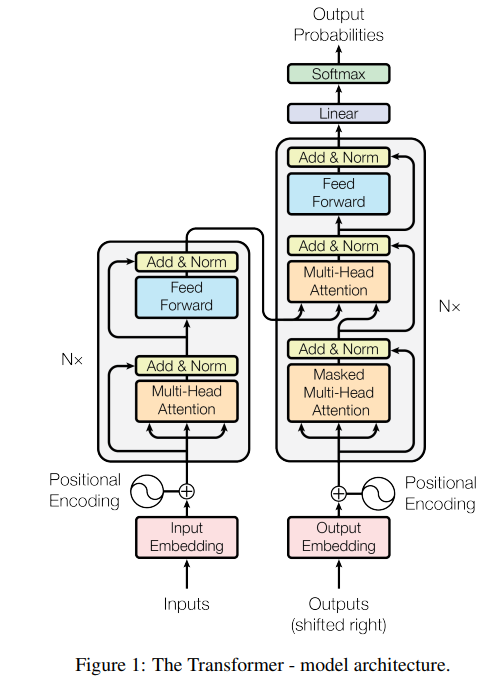 Output
Probabilities
Softmax
Linear
Add & Norm
Feed
Forward
Add & Norm
Multi-Head
Attention
Add & Norm
Masked
Multi-Head
Attention
Nx
Add & Norm
Feed
Forward
Add & Norm
Multi-Head
Attention
Nx
Positional
Encoding
Positional
Encoding
Input
Embedding
Output
Embedding
Inputs
Outputs
(shifted right)
Figure 1: The Transformer - model architecture.